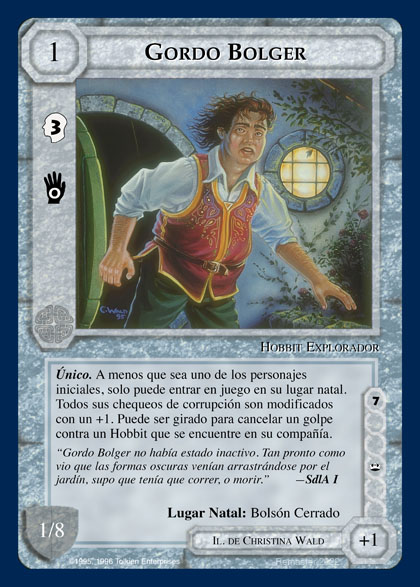 1
GORDO BOLGER
3
C.WALD
95
HOBBIT EXPLORADOR
Único. A menos que sea uno de los personajes
iniciales, solo puede entrar en juego en su lugar natal.
Todos sus chequeos de corrupción son modificados
con un +1. Puede ser girado para cancelar un golpe
contra un Hobbit que se encuentre en su compañía.
7
“Gordo Bolger no había estado inactivo. Tan pronto como
vio que las formas oscuras venían arrastrándose por el
jardín, supo que tenía que correr, o morir.” —SdlA I
Lugar Natal: Bolsón Cerrado
1/8
IL. DE CHRISTINA WALD
+1
©1995, 1996 Tolkien Enterprises